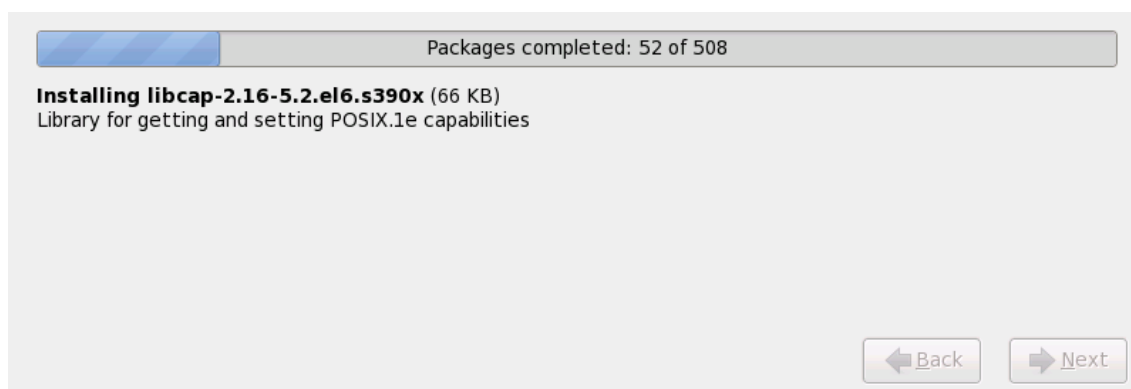 Packages completed: 52 of 508
Installing libcap-2.16-5.2.el6.s390x (66 KB)
Library for getting and setting POSIX.1e capabilities
Back
Next